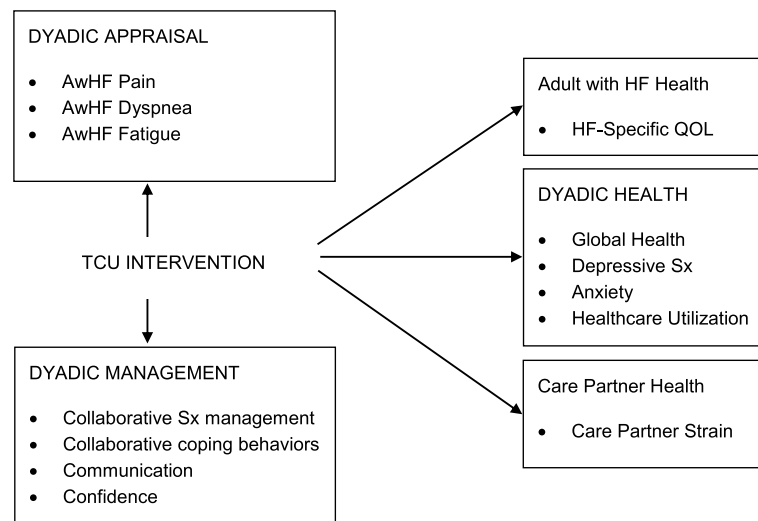 DYADIC APPRAISAL
• AwHF Pain
• AwHF Dyspnea
• AwHF Fatigue
TCU INTERVENTION
DYADIC MANAGEMENT
• Collaborative Sx management
• Collaborative coping behaviors
• Communication
• Confidence
Adult with HF Health
• HF-Specific QOL
DYADIC HEALTH
• Global Health
• Depressive Sx
• Anxiety
• Healthcare Utilization
Care Partner Health
• Care Partner Strain